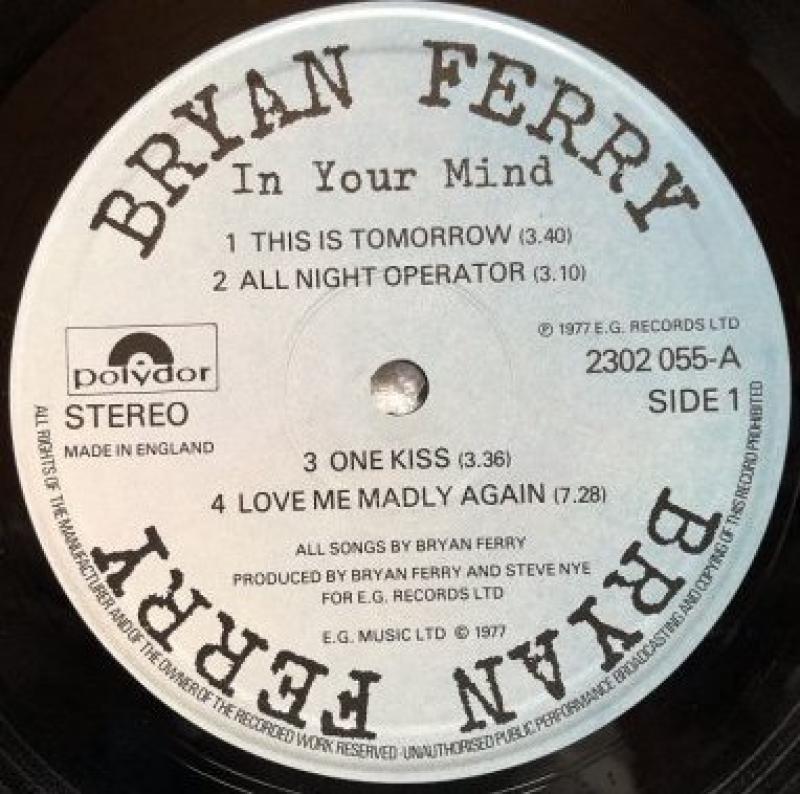 BRYAN FERRY
In Your Mind
1 THIS IS TOMORROW (3.40)
2 ALL NIGHT OPERATOR (3.10)
℗ 1977 E.G. RECORDS LTD
2302 055-A
SIDE 1
polydor
STEREO
MADE IN ENGLAND
3 ONE KISS (3.36)
4 LOVE ME MADLY AGAIN (7.28)
ALL SONGS BY BRYAN FERRY
PRODUCED BY BRYAN FERRY AND STEVE NYE
FOR E.G. RECORDS LTD
E.G. MUSIC LTD © 1977
BRYAN FERRY
ALL RIGHTS OF THE MANUFACTURER AND OF THE OWNER OF THE RECORDED WORK RESERVED·UNAUTHORISED PUBLIC PERFORMANCE BROADCASTING AND COPYING OF THIS RECORD PROHIBITED